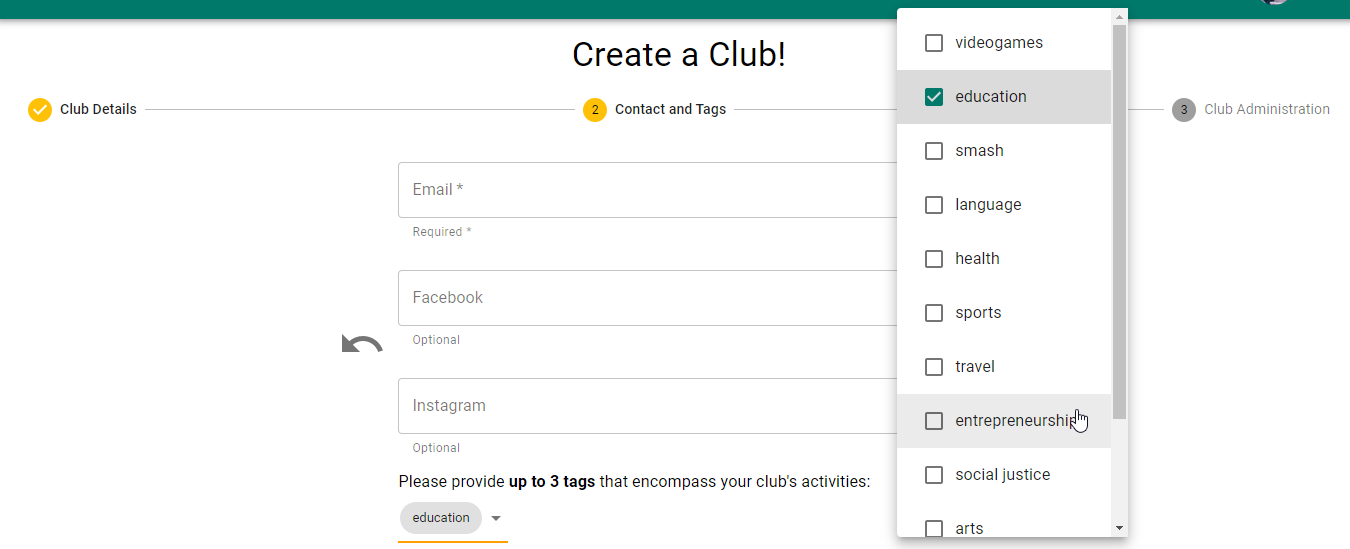 Create a Club!
Club Details
2 Contact and Tags
3 Club Administration
Email *
Required *
Facebook
Optional
Instagram
Optional
Please provide up to 3 tags that encompass your club's activities:
education
videogames
education
smash
language
health
sports
travel
entrepreneurship
social justice
arts